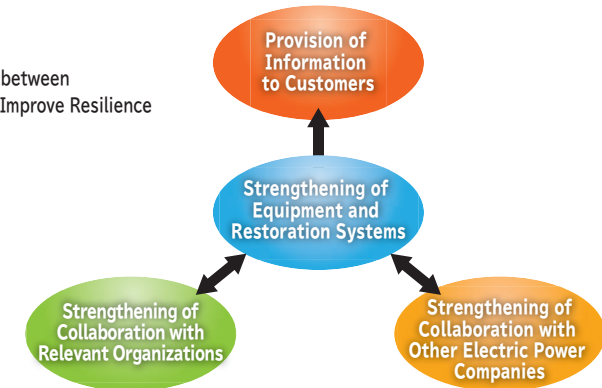 between
Improve Resilience
Provision of
Information
to Customers
Strengthening of
Equipment and
Restoration Systems
Strengthening of
Collaboration with
Relevant Organizations
Strengthening of
Collaboration with
Other Electric Power
Companies